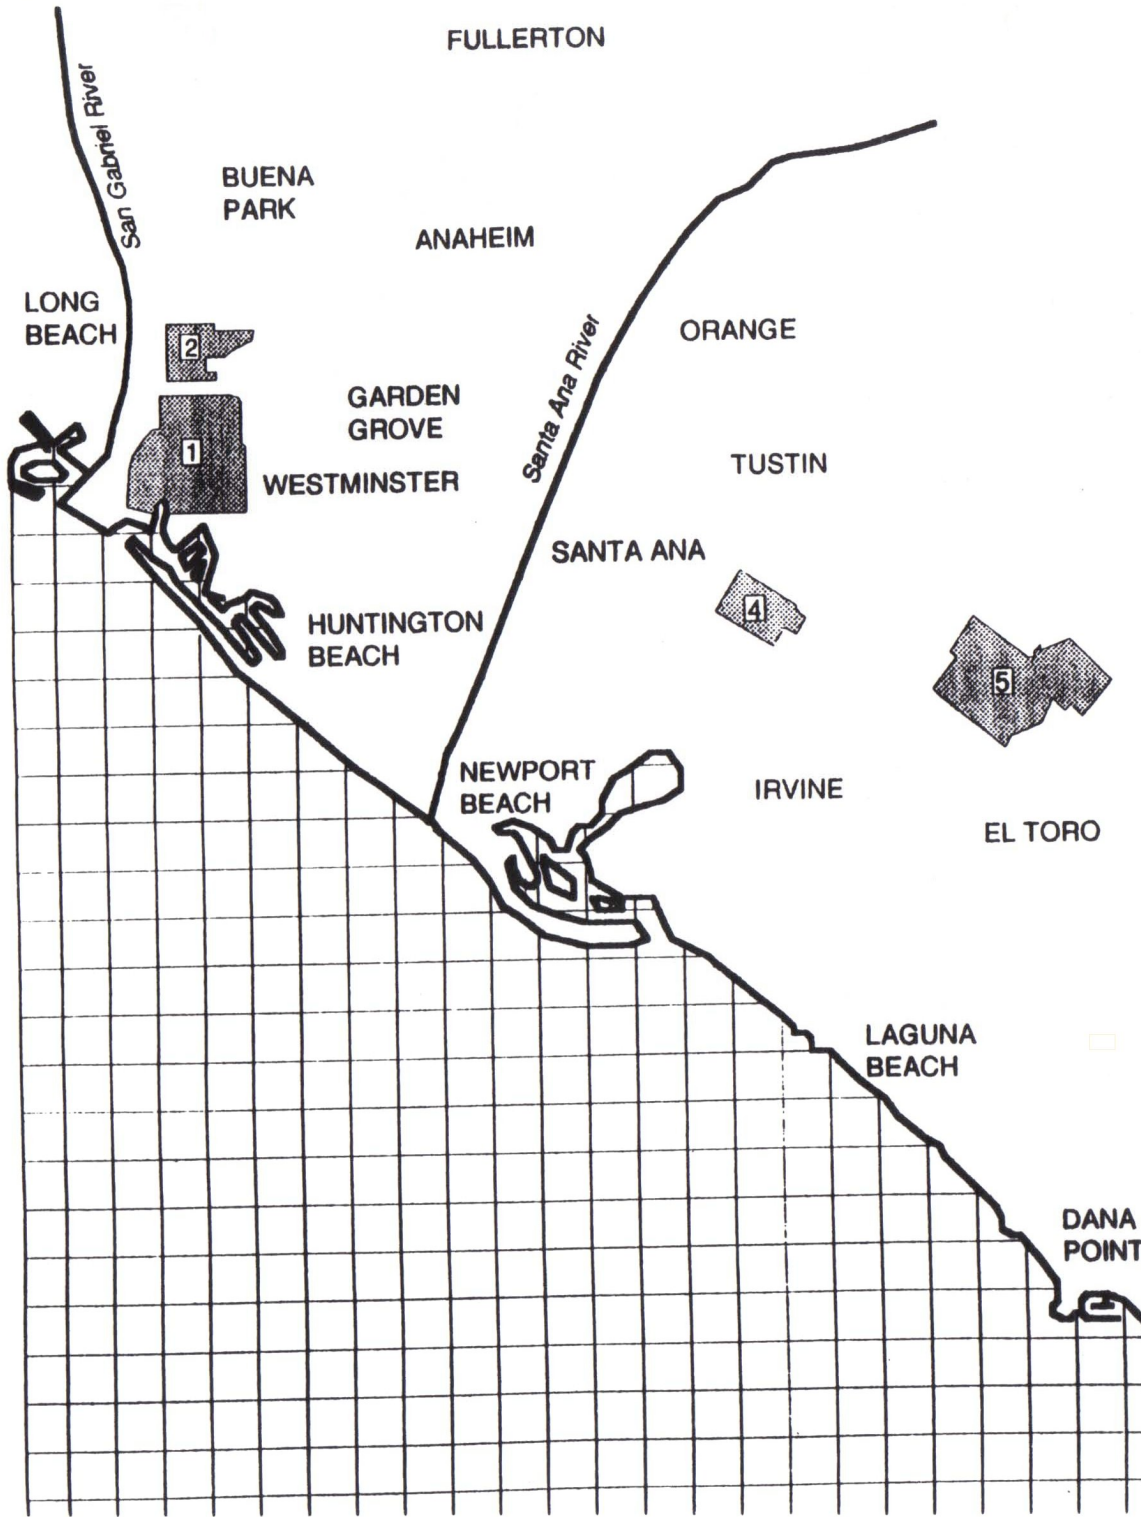 FULLERTON
San Gabriel River
BUENA
PARK
ANAHEIM
LONG
BEACH
2
ORANGE
Santa Ana River
GARDEN
GROVE
1
WESTMINSTER
TUSTIN
SANTA ANA
4
HUNTINGTON
BEACH
5
NEWPORT
BEACH
IRVINE
EL TORO
LAGUNA
BEACH
DANA
POINT